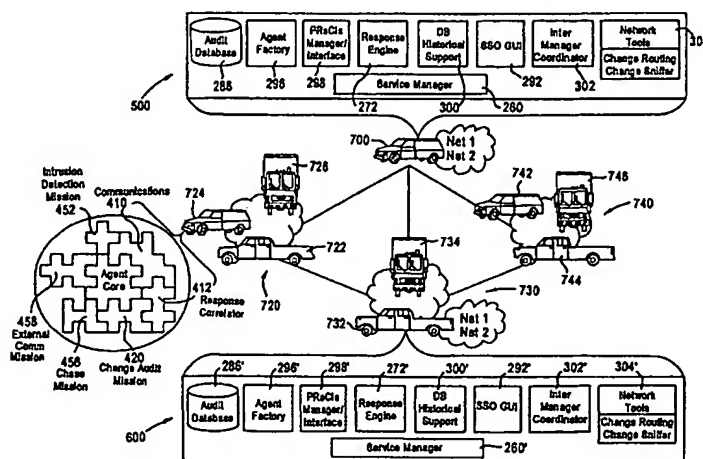 Audit
Database
288
Agent
Factory
296
PRsCIs
Manager/
Interface
298
Response
Engine
272
DB
Historical
Support
300
SSO GUI
292
Inter
Manager
Coordinator
302
Network
Tools
Change Routing
Change Sniffer
30
Service Manager
260
500
700
Net 1
Net 2
Intrusion
Detection
Mission
452
Communications
410
724
726
722
720
742
746
740
744
734
730
732
Net 1
Net 2
Agent
Core
412
Response
Correlator
458
External
Comm
Mission
456
Chase
Mission
420
Change Audit
Mission
286'
Audit
Database
296'
Agent
Factory
298'
PRsCIs
Manager/
Interface
272'
Response
Engine
300'
DB
Historical
Support
292'
SSO GUI
302'
Inter
Manager
Coordinator
304'
Network
Tools
Change Routing
Change Sniffer
Service Manager
260'
600